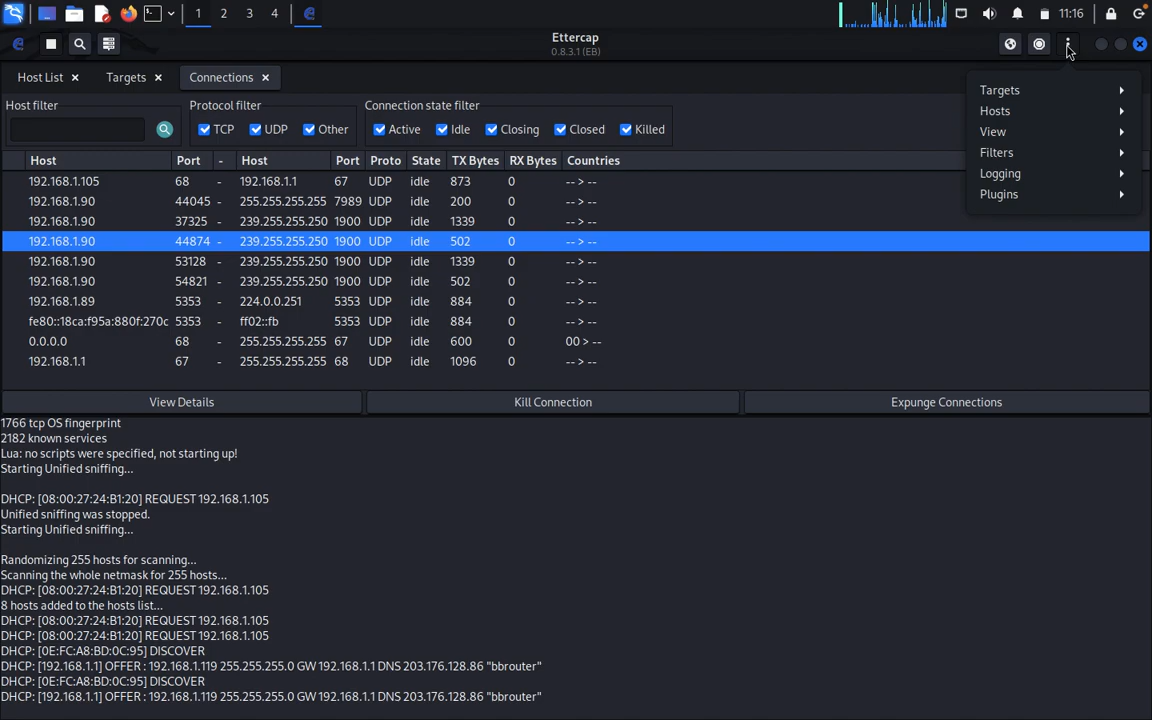 1 2 3 4 11:16
Ettercap
0.8.3.1 (EB)
Host List × Targets × Connections ×
Host filter Protocol filter Connection state filter
TCP UDP Other Active Idle Closing Closed Killed
Host Port - Host Port Proto State TX Bytes RX Bytes Countries
192.168.1.105 68 - 192.168.1.1 67 UDP idle 873 0 -- > --
192.168.1.90 44045 - 255.255.255.255 7989 UDP idle 200 0 -- > --
192.168.1.90 37325 - 239.255.255.250 1900 UDP idle 1339 0 -- > --
192.168.1.90 44874 - 239.255.255.250 1900 UDP idle 502 0 -- > --
192.168.1.90 53128 - 239.255.255.250 1900 UDP idle 1339 0 -- > --
192.168.1.90 54821 - 239.255.255.250 1900 UDP idle 502 0 -- > --
192.168.1.89 5353 - 224.0.0.251 5353 UDP idle 884 0 -- > --
fe80::18ca:f95a:880f:270c 5353 - ff02::fb 5353 UDP idle 884 0 -- > --
0.0.0.0 68 - 255.255.255.255 67 UDP idle 600 0 00 > --
192.168.1.1 67 - 255.255.255.255 68 UDP idle 1096 0 -- > --
Targets
Hosts
View
Filters
Logging
Plugins
View Details Kill Connection Expunge Connections
1766 tcp OS fingerprint
2182 known services
Lua: no scripts were specified, not starting up!
Starting Unified sniffing...
DHCP: [08:00:27:24:B1:20] REQUEST 192.168.1.105
Unified sniffing was stopped.
Starting Unified sniffing...
Randomizing 255 hosts for scanning...
Scanning the whole netmask for 255 hosts...
DHCP: [08:00:27:24:B1:20] REQUEST 192.168.1.105
8 hosts added to the hosts list...
DHCP: [08:00:27:24:B1:20] REQUEST 192.168.1.105
DHCP: [08:00:27:24:B1:20] REQUEST 192.168.1.105
DHCP: [0E:FC:A8:BD:0C:95] DISCOVER
DHCP: [192.168.1.1] OFFER : 192.168.1.119 255.255.255.0 GW 192.168.1.1 DNS 203.176.128.86 "bbrouter"
DHCP: [0E:FC:A8:BD:0C:95] DISCOVER
DHCP: [192.168.1.1] OFFER : 192.168.1.119 255.255.255.0 GW 192.168.1.1 DNS 203.176.128.86 "bbrouter"